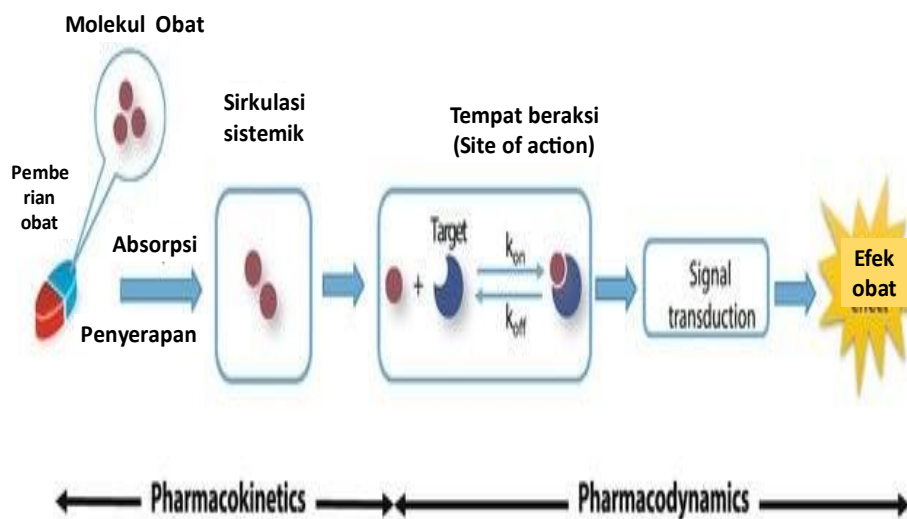 Molekul Obat
Sirkulasi
sistemik
Tempat beraksi
(Site of action)
Pembe
rian
obat
Absorpsi
Penyerapan
Target
+
kon
koff
Signal
transduction
Efek
obat
Pharmacokinetics
Pharmacodynamics